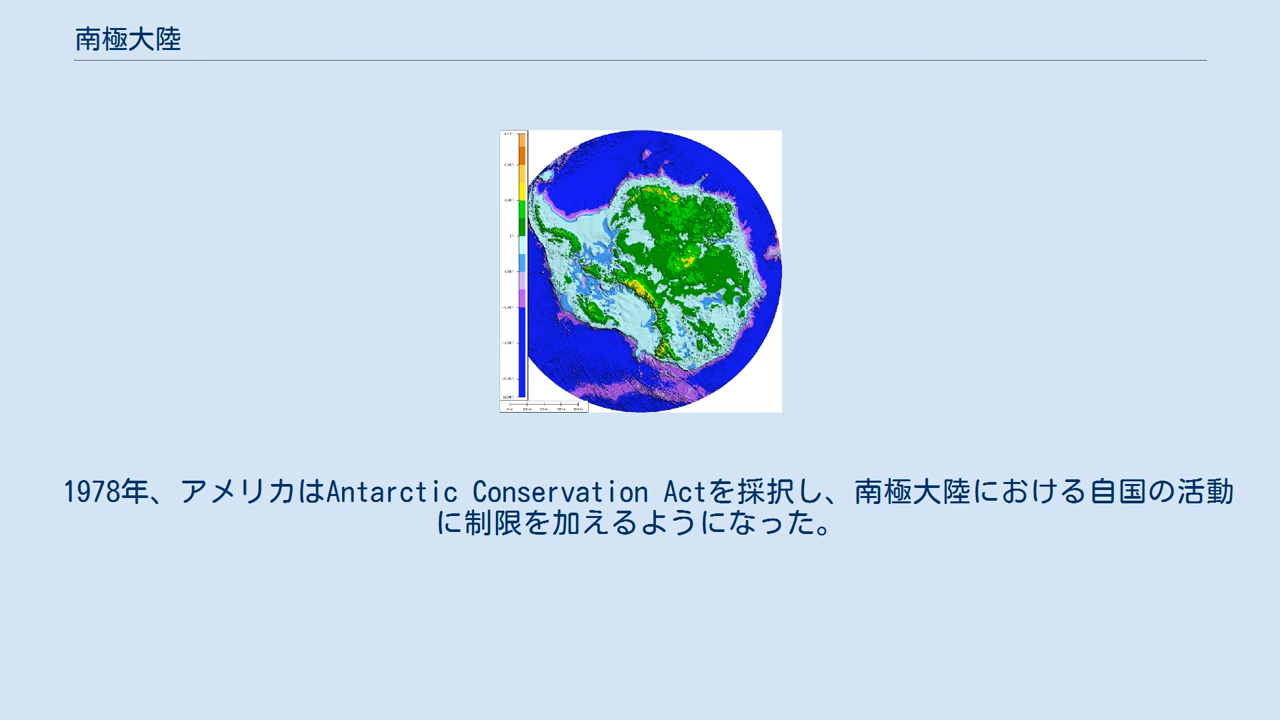 南極大陸
1978年、アメリカはAntarctic Conservation Actを採択し、南極大陸における自国の活動
に制限を加えるようになった。